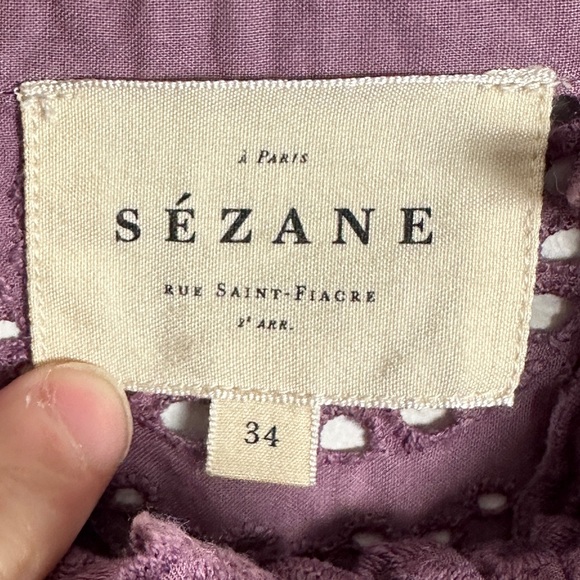 à Paris
SÉZANE
rue Saint-Fiacre
2e arr.
34